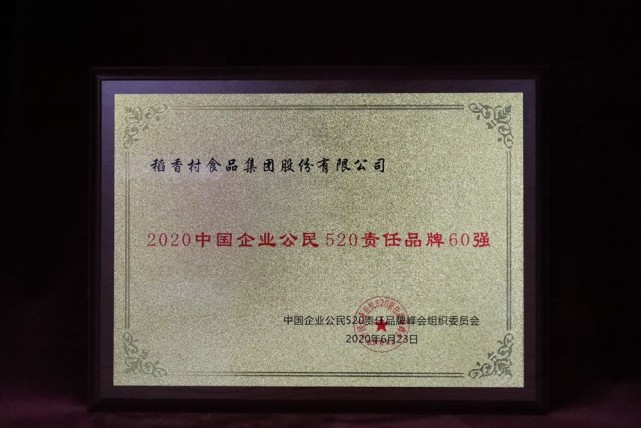 稻香村食品集团股份有限公司
2020中国企业公民520责任品牌60强
中国企业公民520责任品牌峰会组织委员会
2020年6月23日